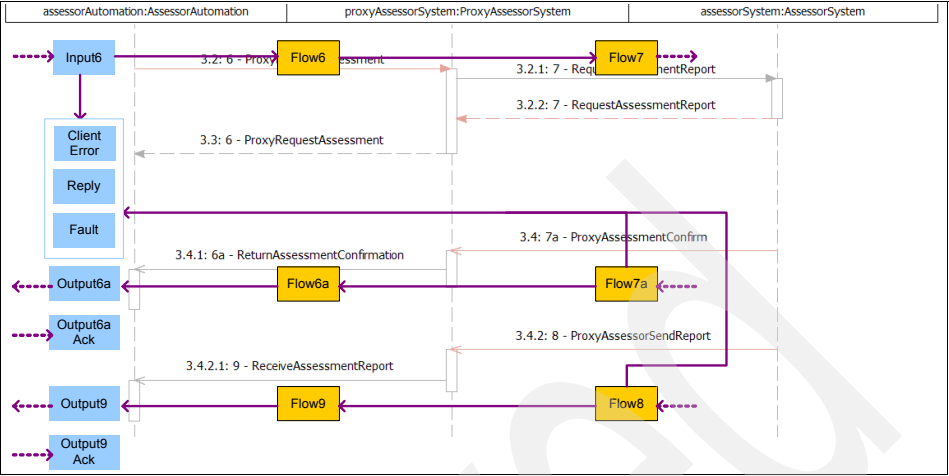 assessorAutomation:AssessorAutomation
proxyAssessorSystem:ProxyAssessorSystem
assessorSystem:AssessorSystem
Input6
3.2: 6 - Prox
ssment
Flow6
Flow7
3.2.1: 7 - Requ
mentReport
3.2.2: 7 - RequestAssessmentReport
3.3: 6 - ProxyRequestAssessment
Client
Error
Reply
Fault
3.4: 7a - ProxyAssessmentConfirm
3.4.1: 6a - ReturnAssessmentConfirmation
Output6a
Flow6a
Flow7a
Output6a
Ack
3.4.2: 8 - ProxyAssessorSendReport
3.4.2.1: 9 - ReceiveAssessmentReport
Output9
Flow9
Flow8
Output9
Ack